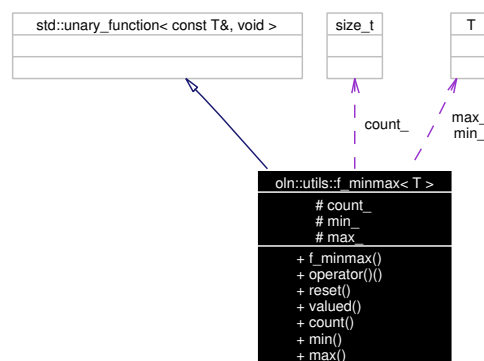 std::unary_function< const T&, void >
size_t
T
count_
max_
min_
oln::utils::f_minmax< T >
# count_
# min_
# max_
+ f_minmax()
+ operator()()
+ reset()
+ valued()
+ count()
+ min()
+ max()